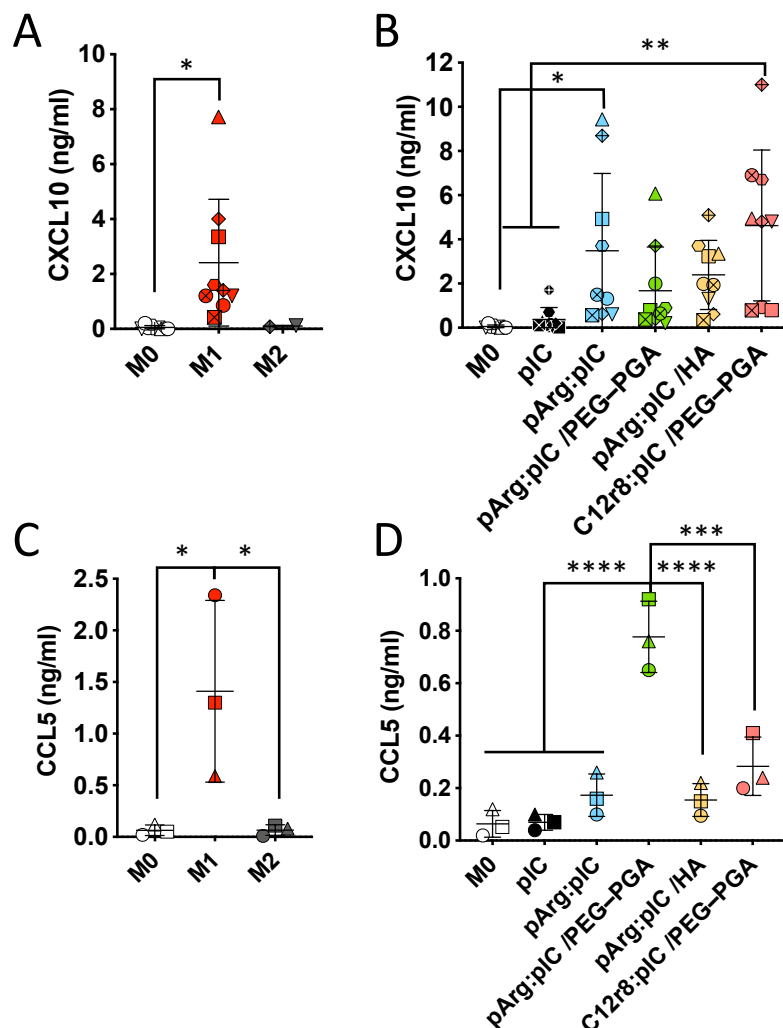 A
CXCL10 (ng/ml)
10
8
6
4
2
0
*
M0
M1
M2
B
CXCL10 (ng/ml)
12
10
8
6
4
2
0
**
*
M0
pIC
pArg:pIC
pArg:pIC /PEG–PGA
pArg:pIC /HA
C12r8:pIC /PEG–PGA
C
CCL5 (ng/ml)
2.5
2.0
1.5
1.0
0.5
0.0
*
*
M0
M1
M2
D
CCL5 (ng/ml)
1.0
0.8
0.6
0.4
0.2
0.0
***
****
****
M0
pIC
pArg:pIC
pArg:pIC /PEG–PGA
pArg:pIC /HA
C12r8:pIC /PEG–PGA